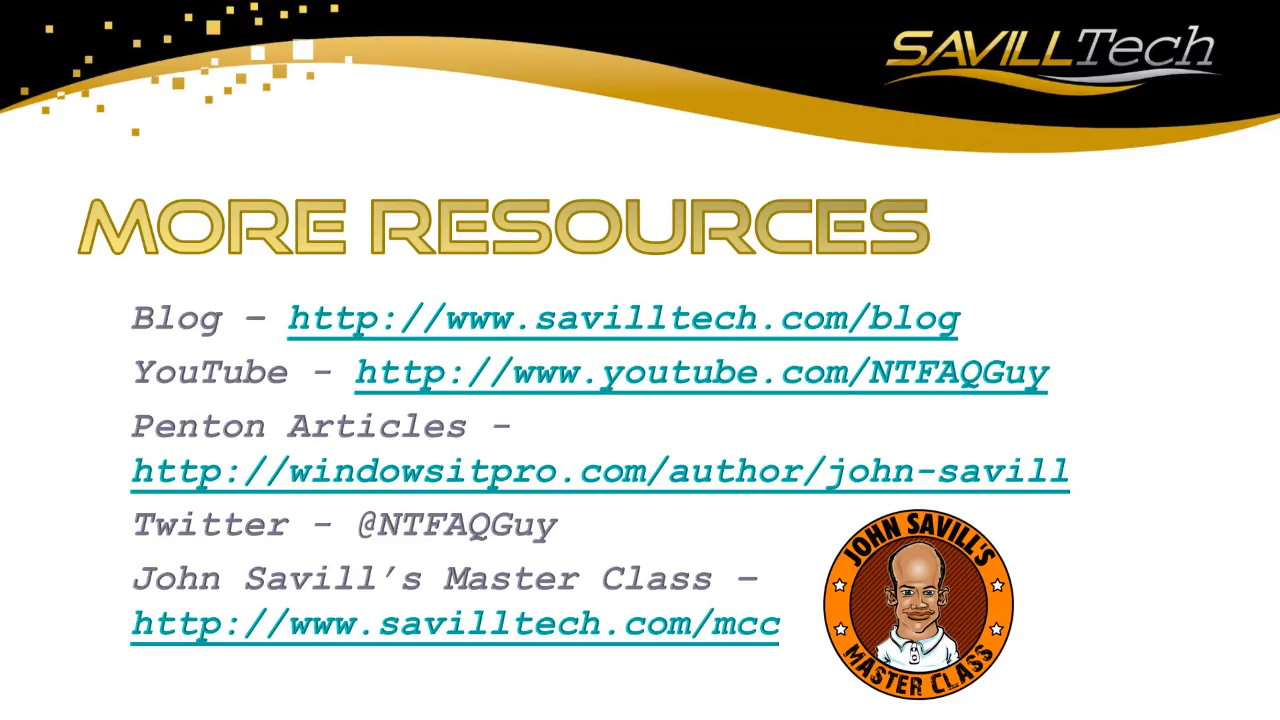 SAVILLTech
MORE RESOURCES
Blog – http://www.savilltech.com/blog
YouTube - http://www.youtube.com/NTFAQGuy
Penton Articles -
http://windowsitpro.com/author/john-savill
Twitter - @NTFAQGuy
John Savill’s Master Class –
http://www.savilltech.com/mcc
JOHN SAVILL'S
MASTER CLASS